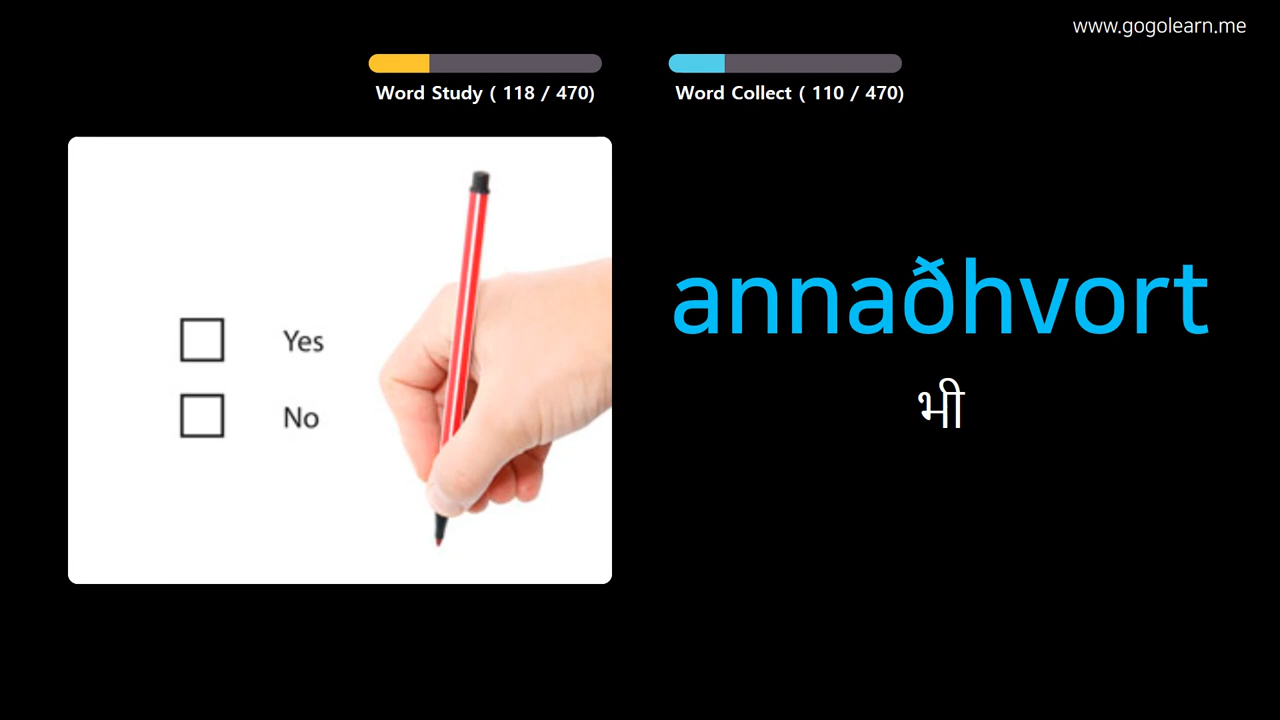 www.gogolearn.me
Word Study ( 118 / 470)
Word Collect ( 110 / 470)
Yes
No
annaðhvort
भी